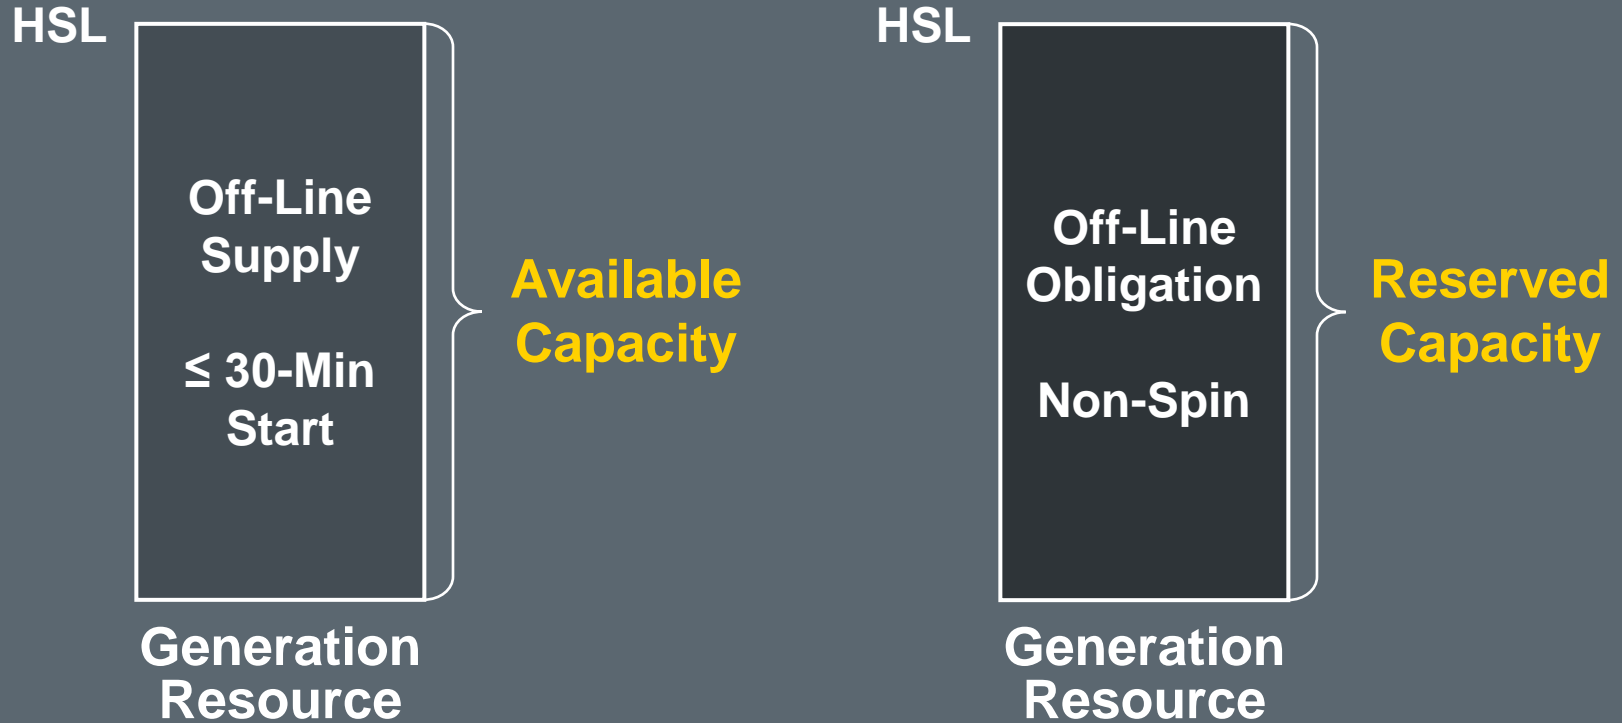 HSL
Off-Line
Supply
≤ 30-Min
Start
Available
Capacity
Generation
Resource
HSL
Off-Line
Obligation
Non-Spin
Reserved
Capacity
Generation
Resource